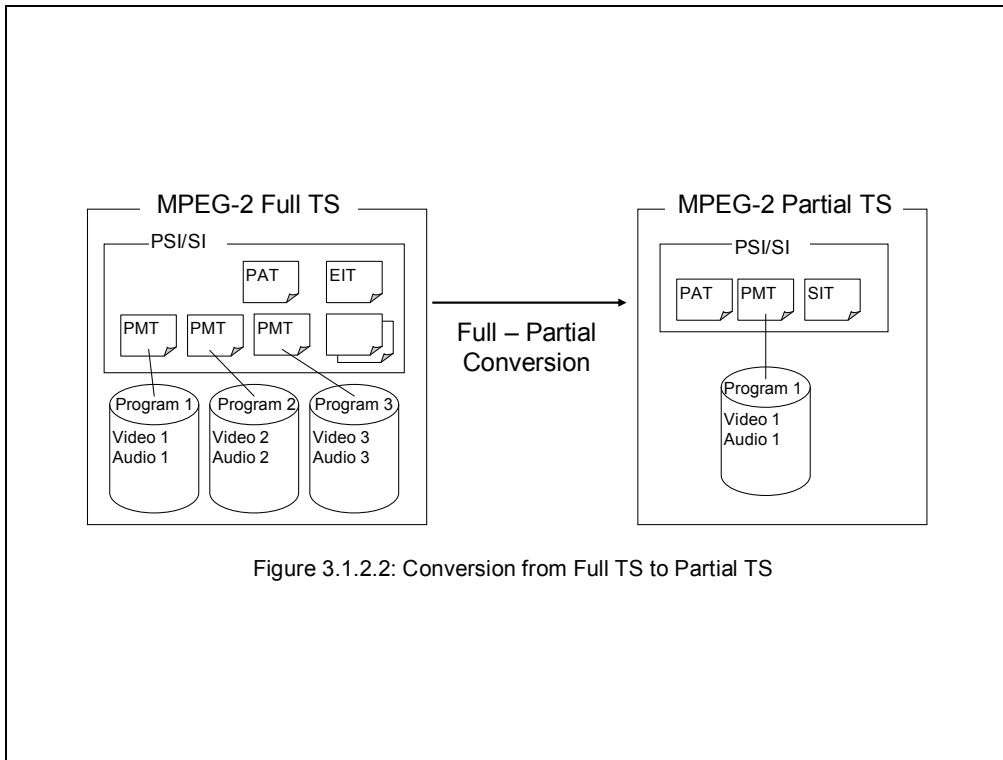 MPEG-2 Full TS
PSI/SI
PAT
EIT
PMT
PMT
PMT
Program 1
Program 2
Program 3
Video 1
Audio 1
Video 2
Audio 2
Video 3
Audio 3
Full – Partial
Conversion
MPEG-2 Partial TS
PSI/SI
PAT
PMT
SIT
Program 1
Video 1
Audio 1
Figure 3.1.2.2: Conversion from Full TS to Partial TS